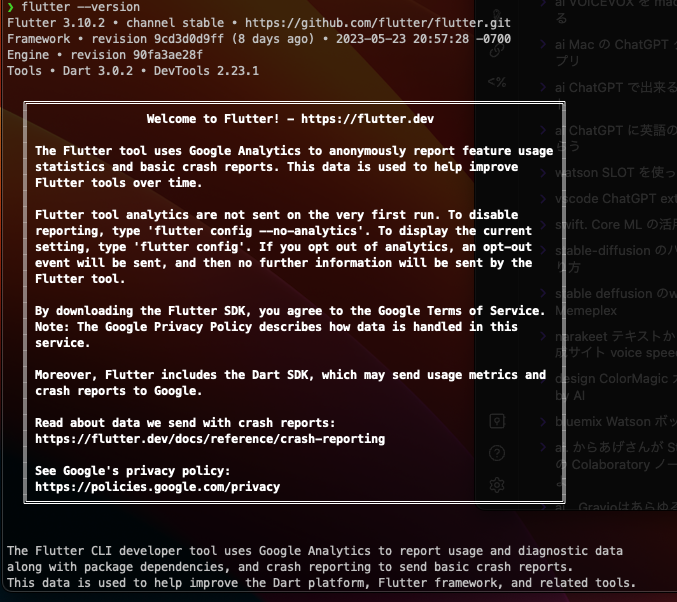 ❯ flutter --version
Flutter 3.10.2 • channel stable • https://github.com/flutter/flutter.git
Framework • revision 9cd3d0d9ff (8 days ago) • 2023-05-23 20:57:28 -0700
Engine • revision 90fa3ae28f
Tools • Dart 3.0.2 • DevTools 2.23.1
Welcome to Flutter! - https://flutter.dev
The Flutter tool uses Google Analytics to anonymously report feature usage
statistics and basic crash reports. This data is used to help improve
Flutter tools over time.
Flutter tool analytics are not sent on the very first run. To disable
reporting, type 'flutter config --no-analytics'. To display the current
setting, type 'flutter config'. If you opt out of analytics, an opt-out
event will be sent, and then no further information will be sent by the
Flutter tool.
By downloading the Flutter SDK, you agree to the Google Terms of Service.
Note: The Google Privacy Policy describes how data is handled in this
service.
Moreover, Flutter includes the Dart SDK, which may send usage metrics and
crash reports to Google.
Read about data we send with crash reports:
https://flutter.dev/docs/reference/crash-reporting
See Google's privacy policy:
https://policies.google.com/privacy
The Flutter CLI developer tool uses Google Analytics to report usage and diagnostic data
along with package dependencies, and crash reporting to send basic crash reports.
This data is used to help improve the Dart platform, Flutter framework, and related tools.
ai VOICEVOX を mac
る
ai Mac の ChatGPT
プリ
ai ChatGPT で出来る
ai ChatGPT に英語の
らう
watson SLOT を使っ
vscode ChatGPT ext
swift. Core ML の活用
stable-diffusion の
り方
stable deffusion のw
Memeplex
narakeet テキストか
成サイト voice speed
design ColorMagic
by AI
bluemix Watson ボッ
ai. からあげさんが S
の Colaboratory ノー
ai. Gravioはあらゆる